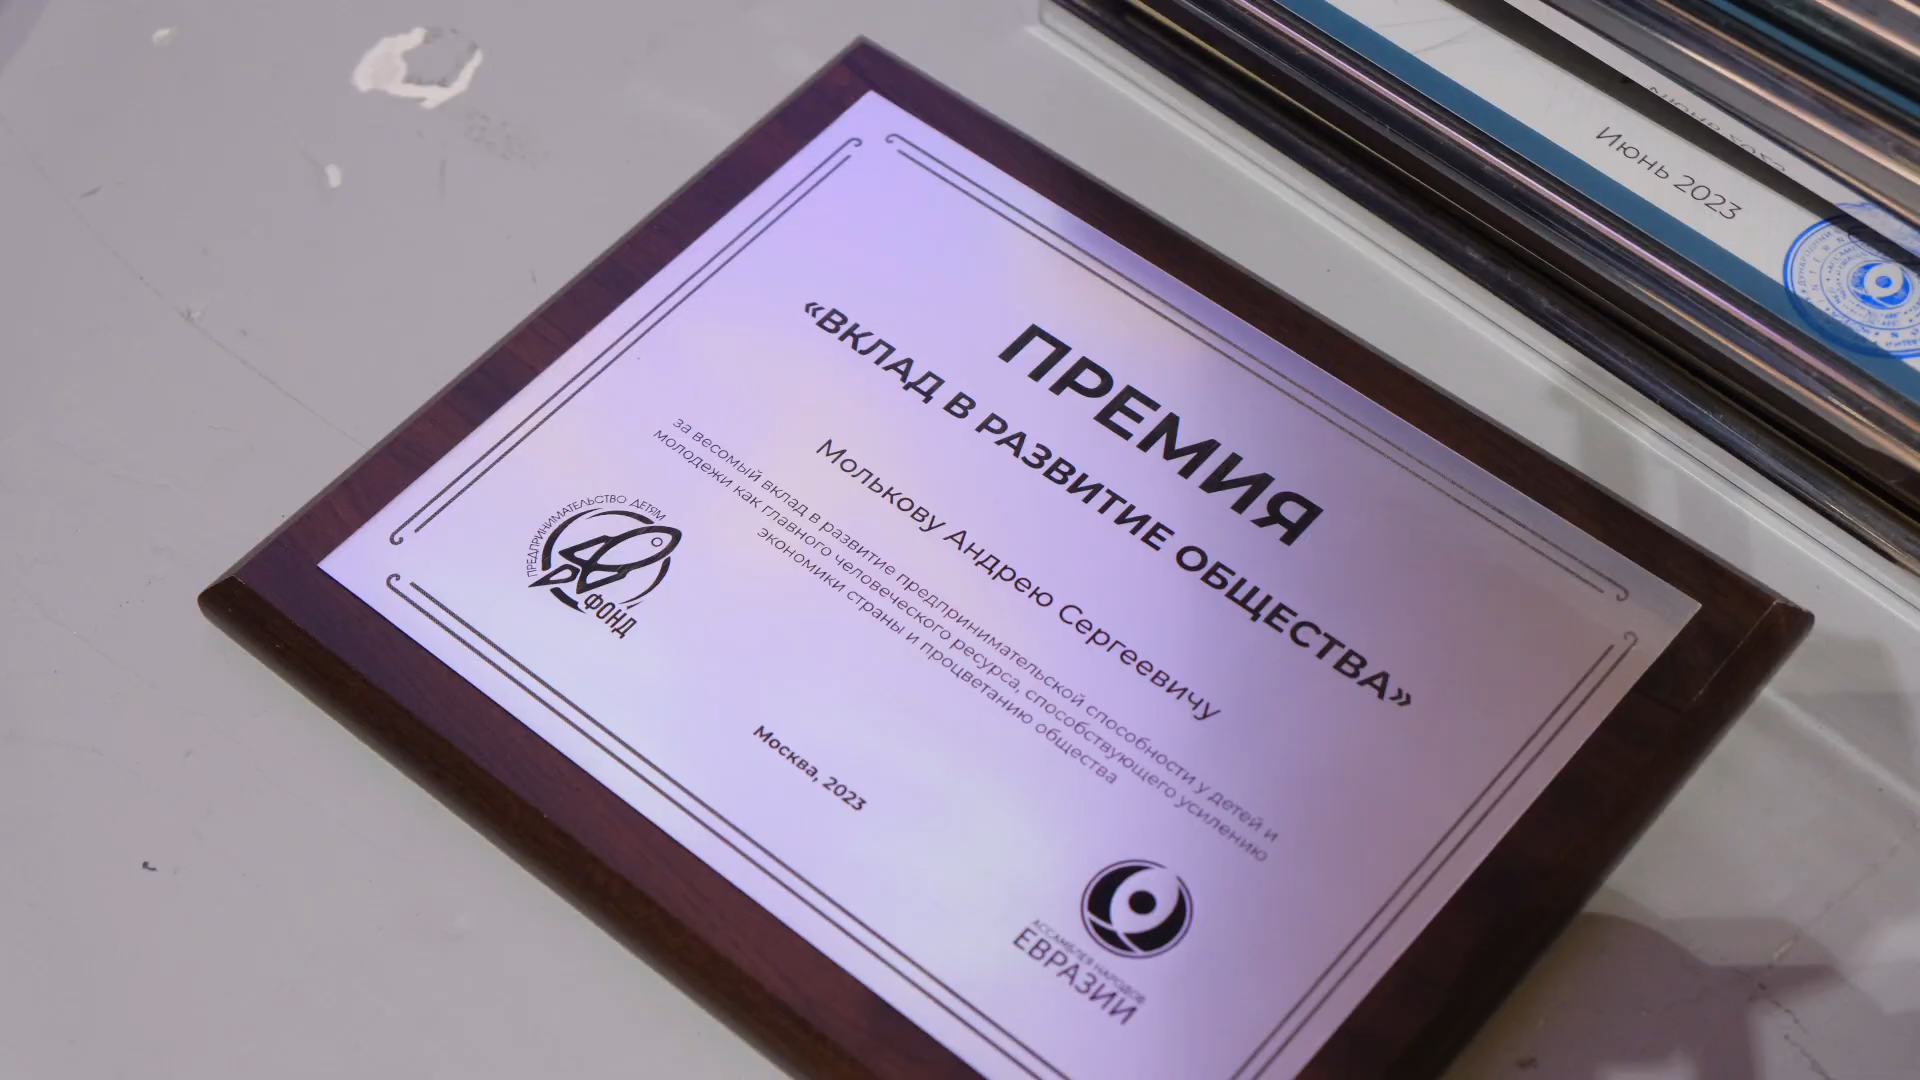 ПРЕМИЯ
«ВКЛАД В РАЗВИТИЕ ОБЩЕСТВА»
Молькову Андрею Сергеевичу
за весомый вклад в развитие предпринимательской способности у детей и
молодежи как главного человеческого ресурса, способствующего усилению
экономики страны и процветанию общества
ПРЕДПРИНИМАТЕЛЬСТВО ДЕТЯМ
ФОНД
Москва, 2023
АССАМБЛЕЯ НАРОДОВ
ЕВРАЗИИ
Июнь 2023